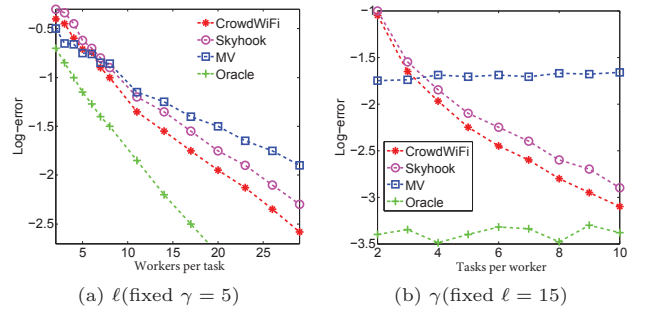 CrowdWiFi
Skyhook
MV
Oracle
Log-error
-0.5
-1
-1.5
-2
-2.5
5 10 15 20 25
Workers per task
(a) ℓ(fixed γ = 5)
Log-error
-1
-1.5
-2
-2.5
-3
-3.5
CrowdWiFi
Skyhook
MV
Oracle
2 4 6 8 10
Tasks per worker
(b) γ(fixed ℓ = 15)